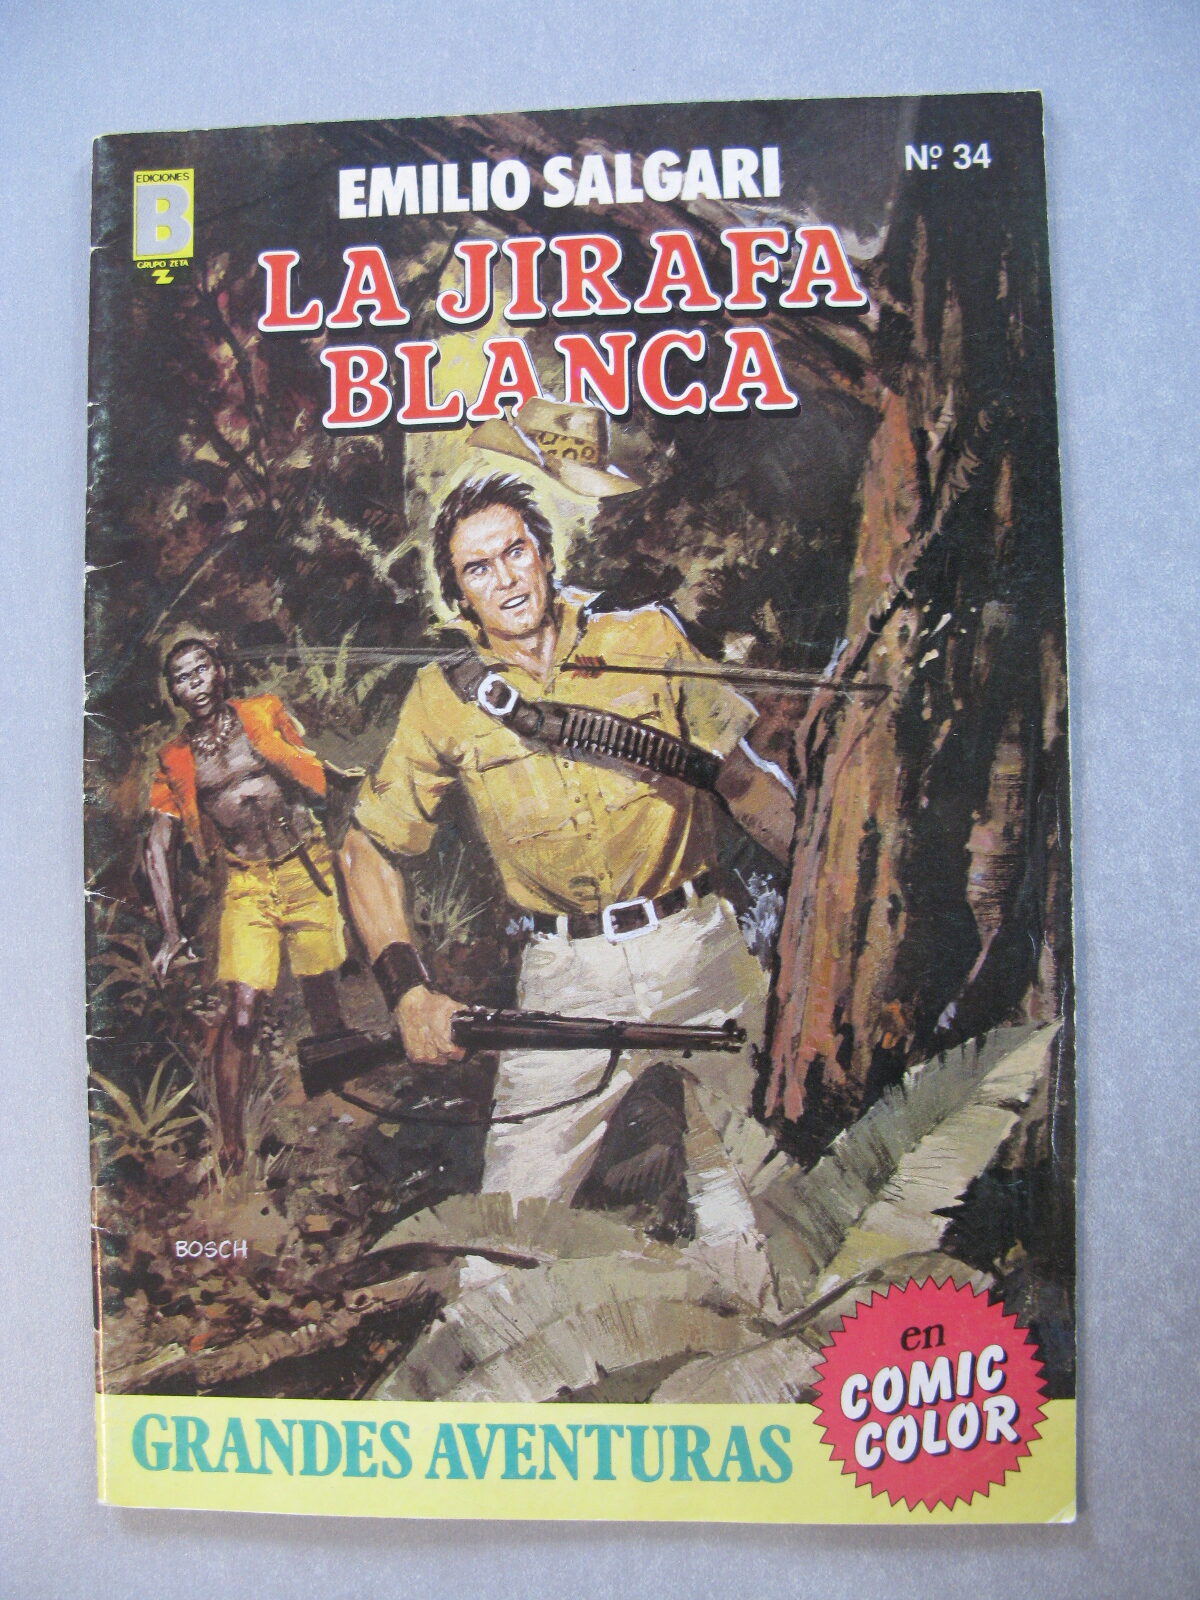 EDICIONES
B
GRUPO ZETA
Z
EMILIO SALGARI
Nº 34
LA JIRAFA
BLANCA
BOSCH
GRANDES AVENTURAS
en
COMIC
COLOR